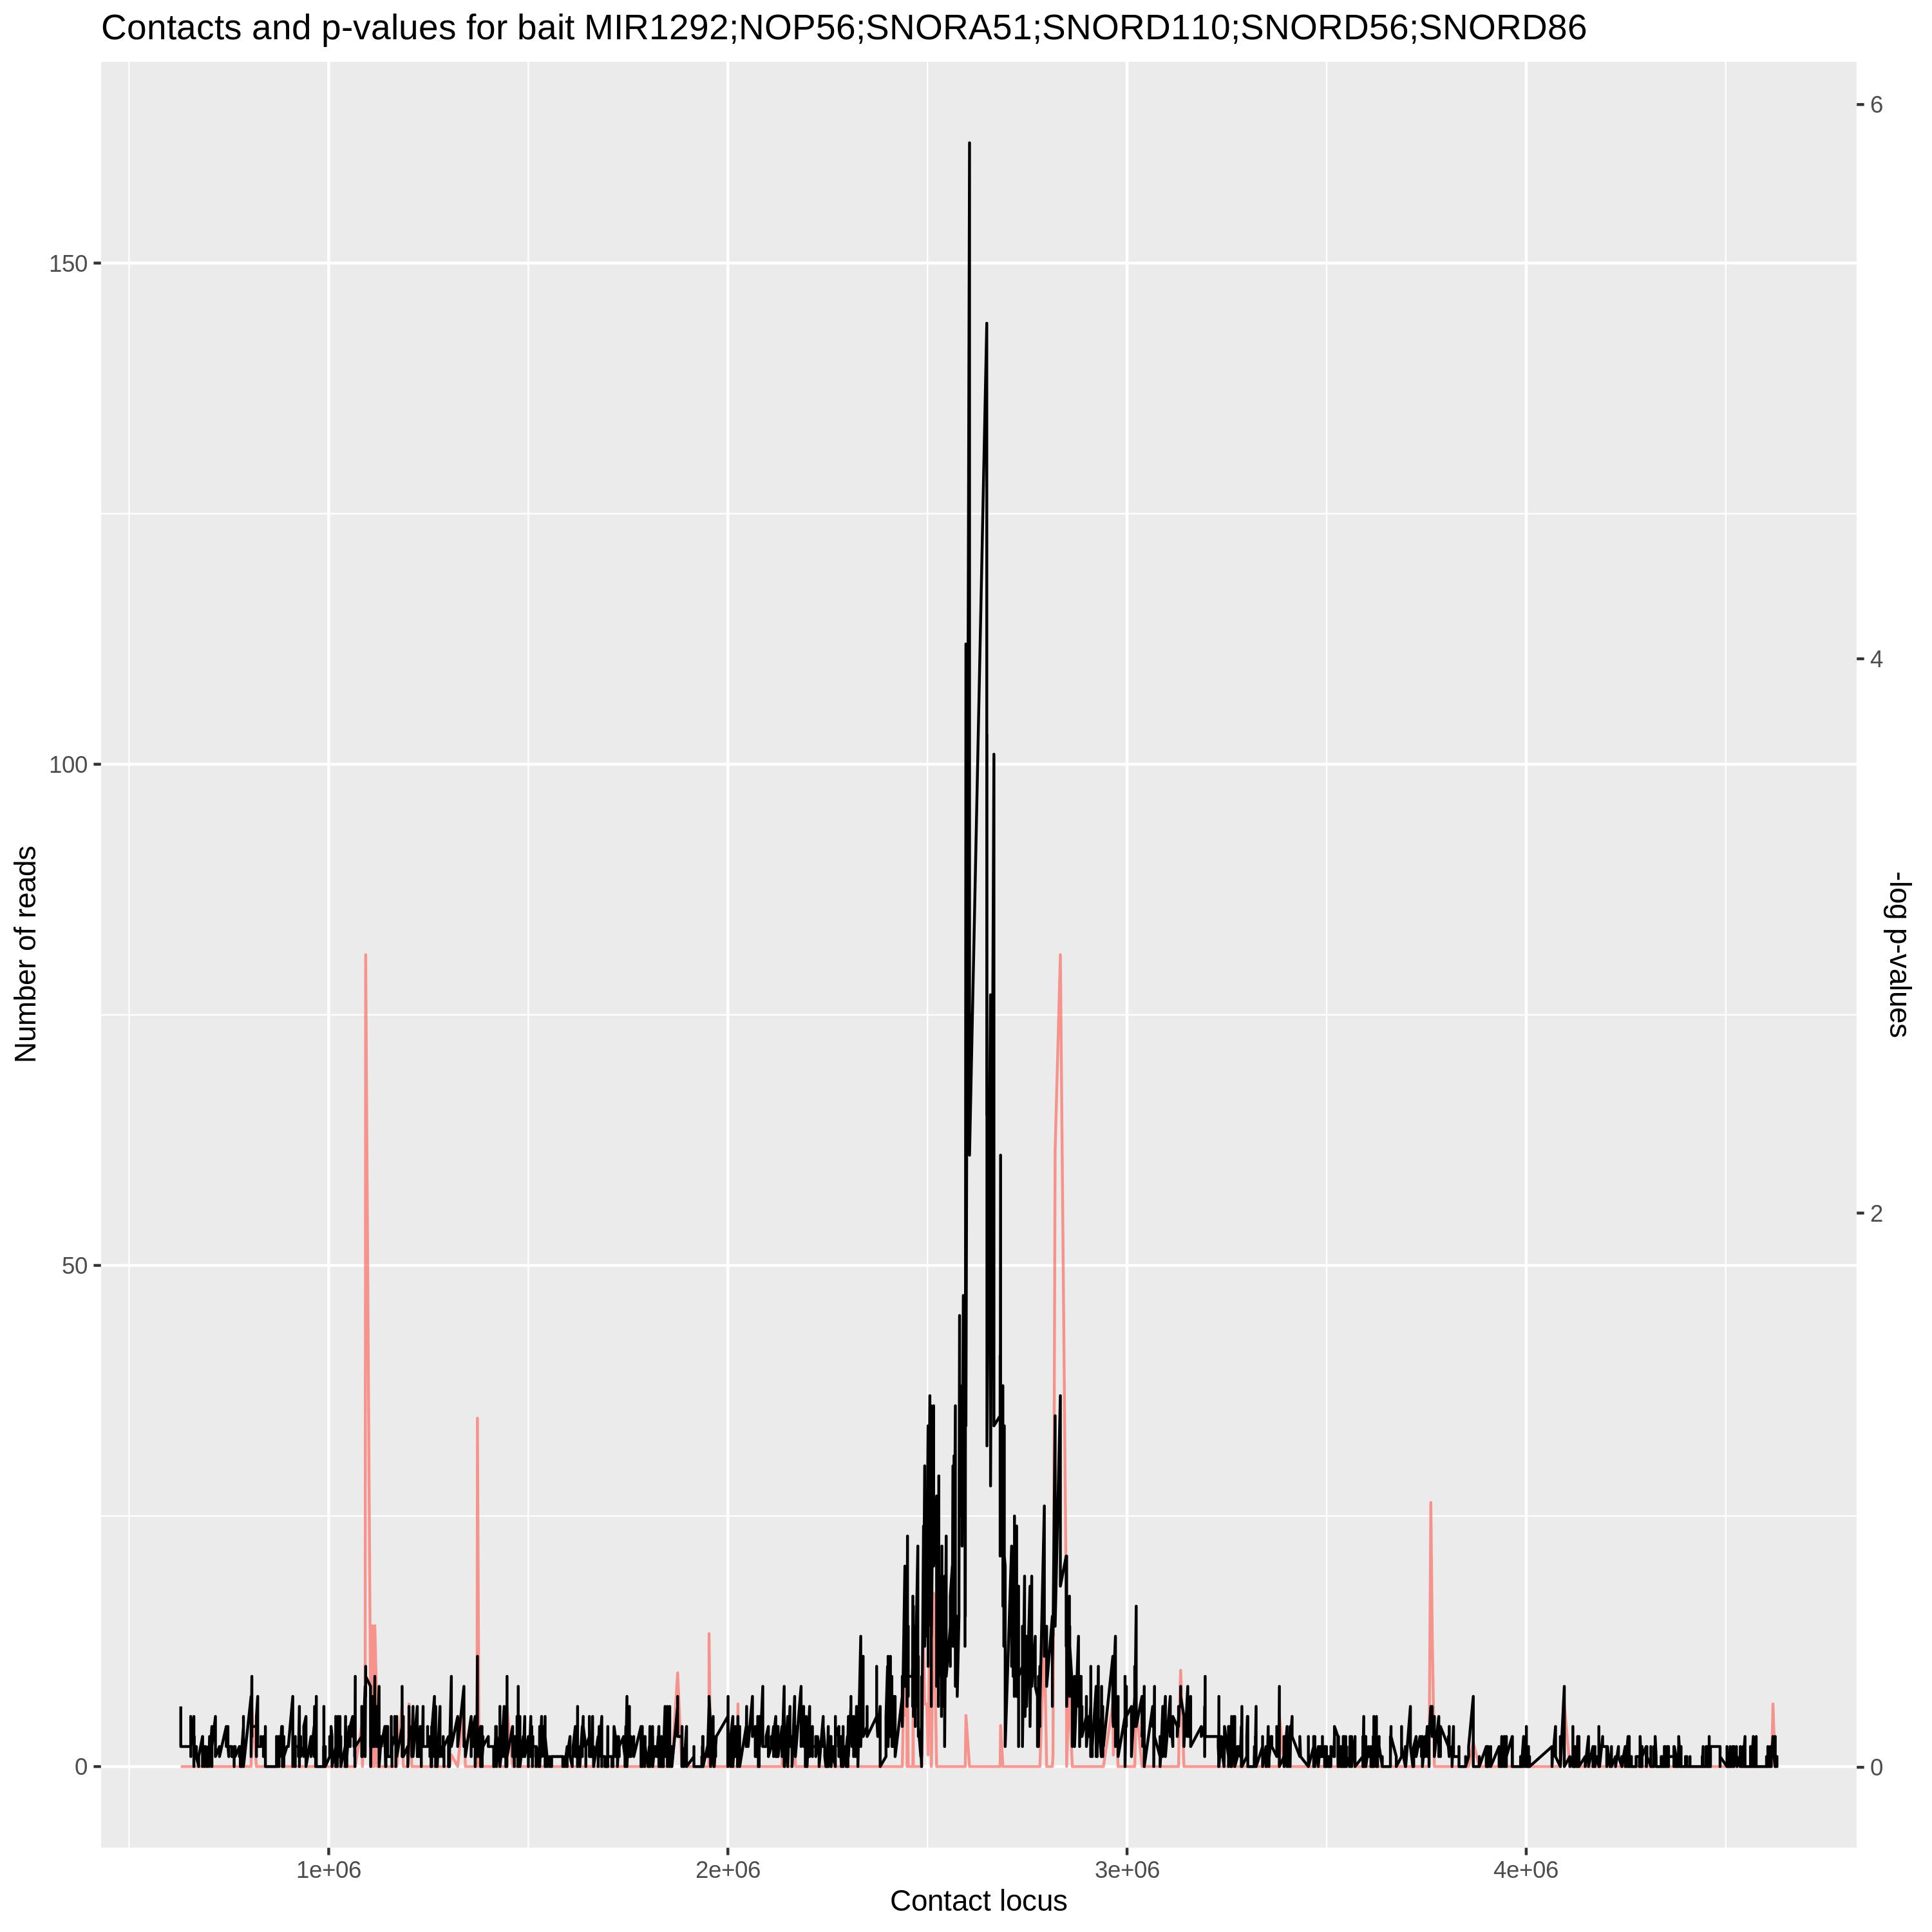 Contacts and p-values for bait MIR1292;NOP56;SNORA51;SNORD110;SNORD56;SNORD86
150
100
50
0
Number of reads
6
4
2
0
-log p-values
1e+06
2e+06
3e+06
4e+06
Contact locus